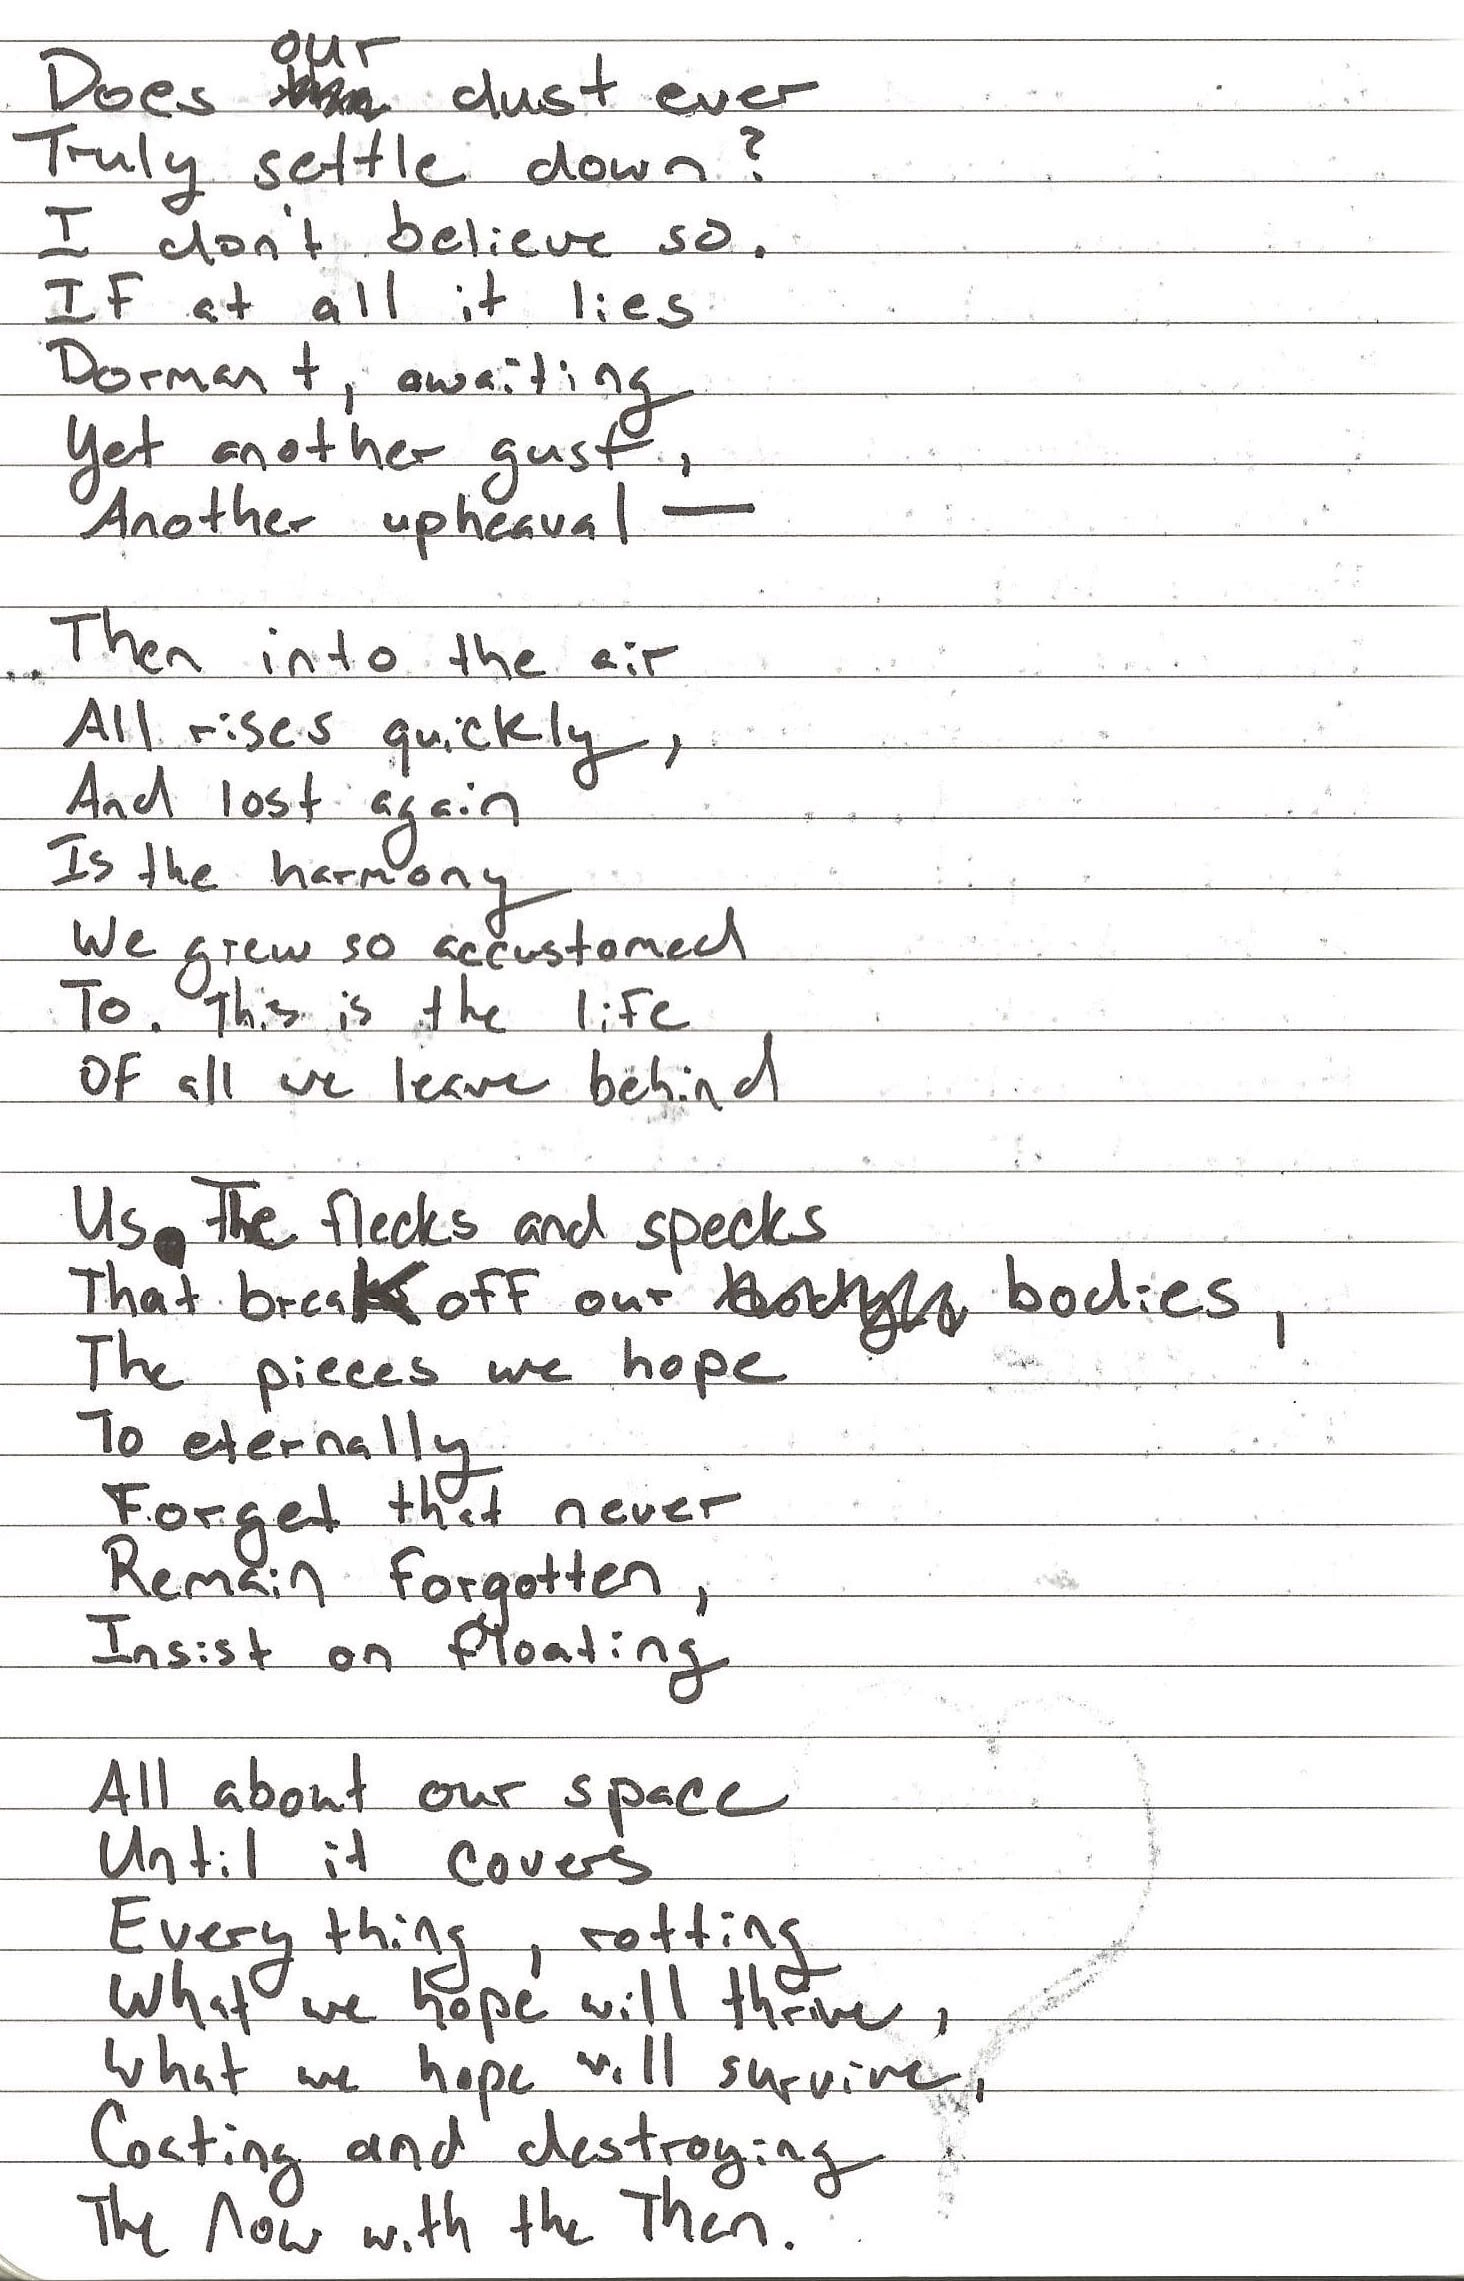 Does our dust ever
Truly settle down?
I don't believe so.
If at all it lies
Dormant, awaiting
Yet another gust,
Another upheaval —
Then into the air
All rises quickly,
And lost again
Is the harmony
We grew so accustomed
To. This is the life
Of all we leave behind
Us. The flecks and specks
That break off our bodies,
The pieces we hope
To eternally
Forget that never
Remain forgotten,
Insist on floating
All about our space
Until it covers
Everything, rotting
What we hope will thrive,
What we hope will survive,
Coating and destroying
The Now with the Then.